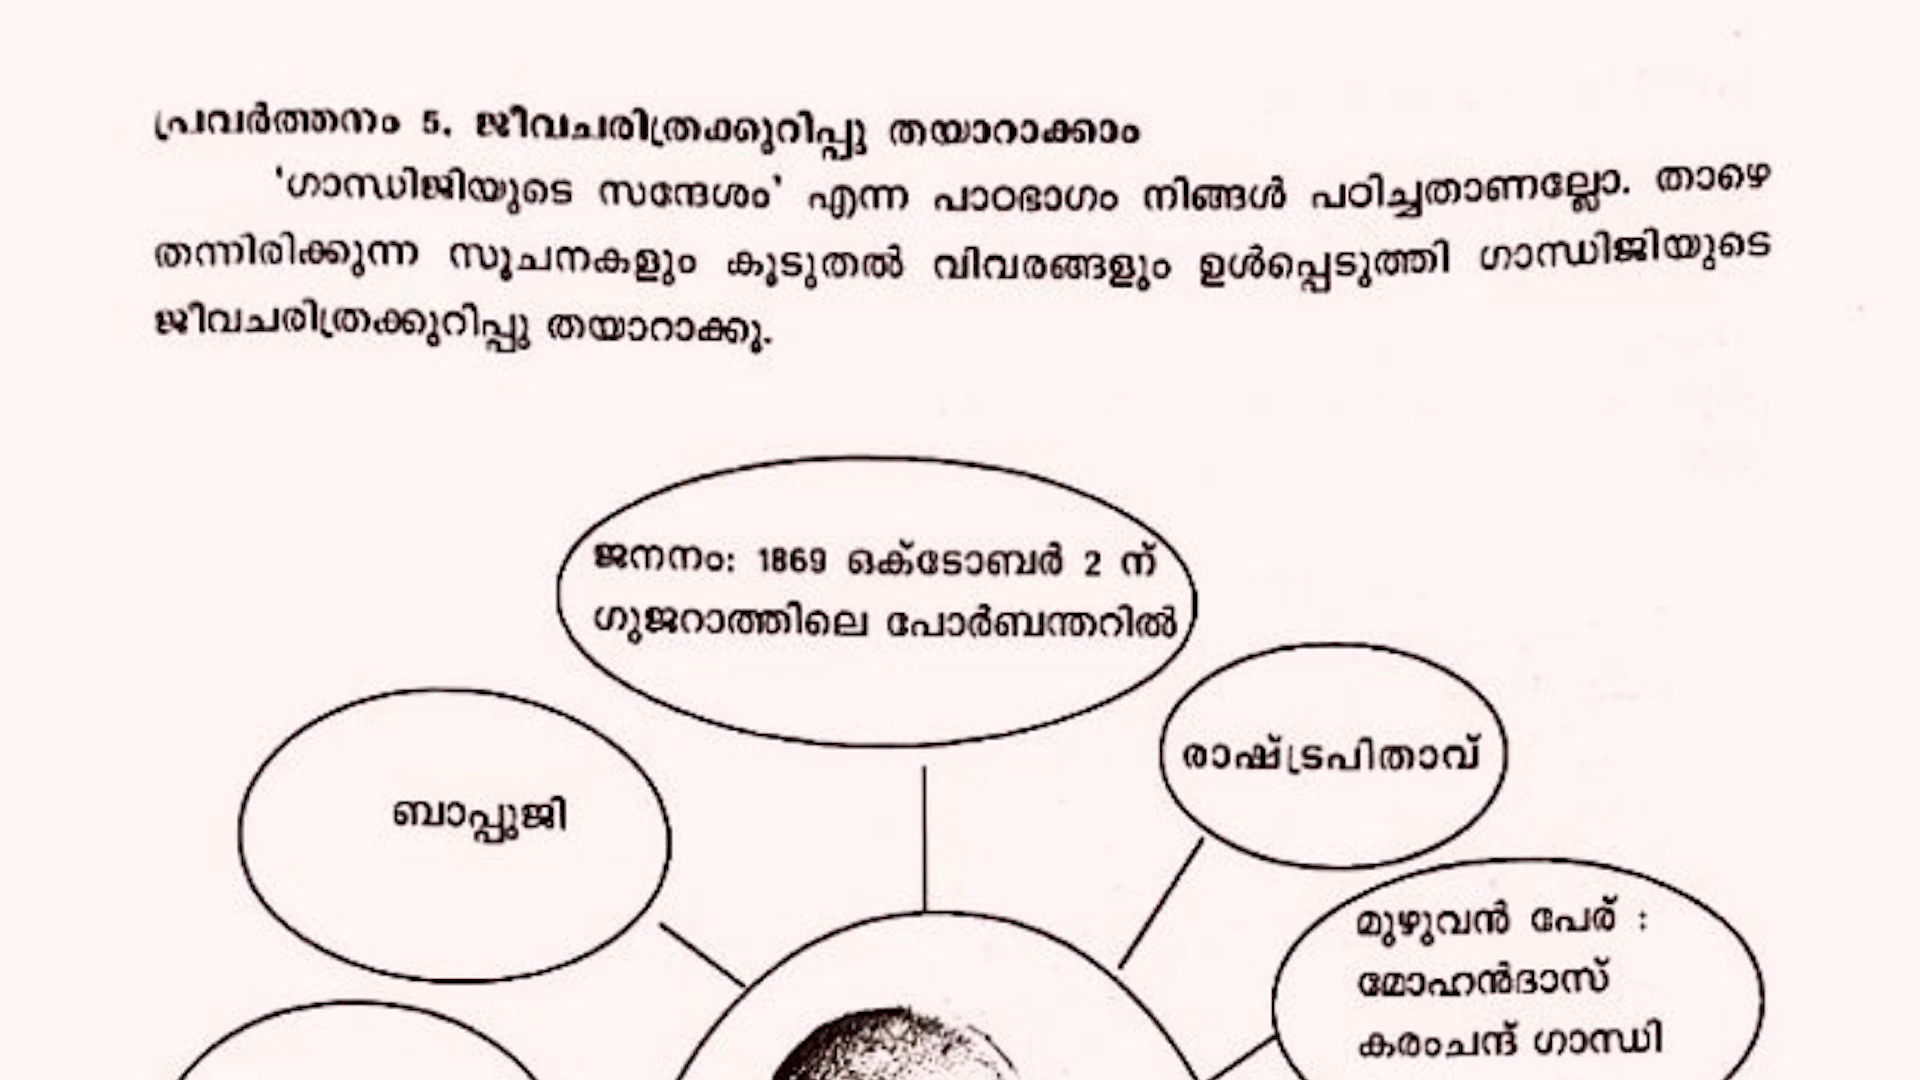 പ്രവർത്തനം 5. ജീവചരിത്രക്കുറിപ്പു തയാറാക്കാം
'ഗാന്ധിജിയുടെ സന്ദേശം' എന്ന പാഠഭാഗം നിങ്ങൾ പഠിച്ചതാണല്ലോ. താഴെ
തന്നിരിക്കുന്ന സൂചനകളും കൂടുതൽ വിവരങ്ങളും ഉൾപ്പെടുത്തി ഗാന്ധിജിയുടെ
ജീവചരിത്രക്കുറിപ്പു തയാറാക്കൂ.
ജനനം: 1869 ഒക്ടോബർ 2 ന്
ഗുജറാത്തിലെ പോർബന്തറിൽ
രാഷ്ട്രപിതാവ്
ബാപ്പുജി
മുഴുവൻ പേര് :
മോഹൻദാസ്
കരംചന്ദ് ഗാന്ധി